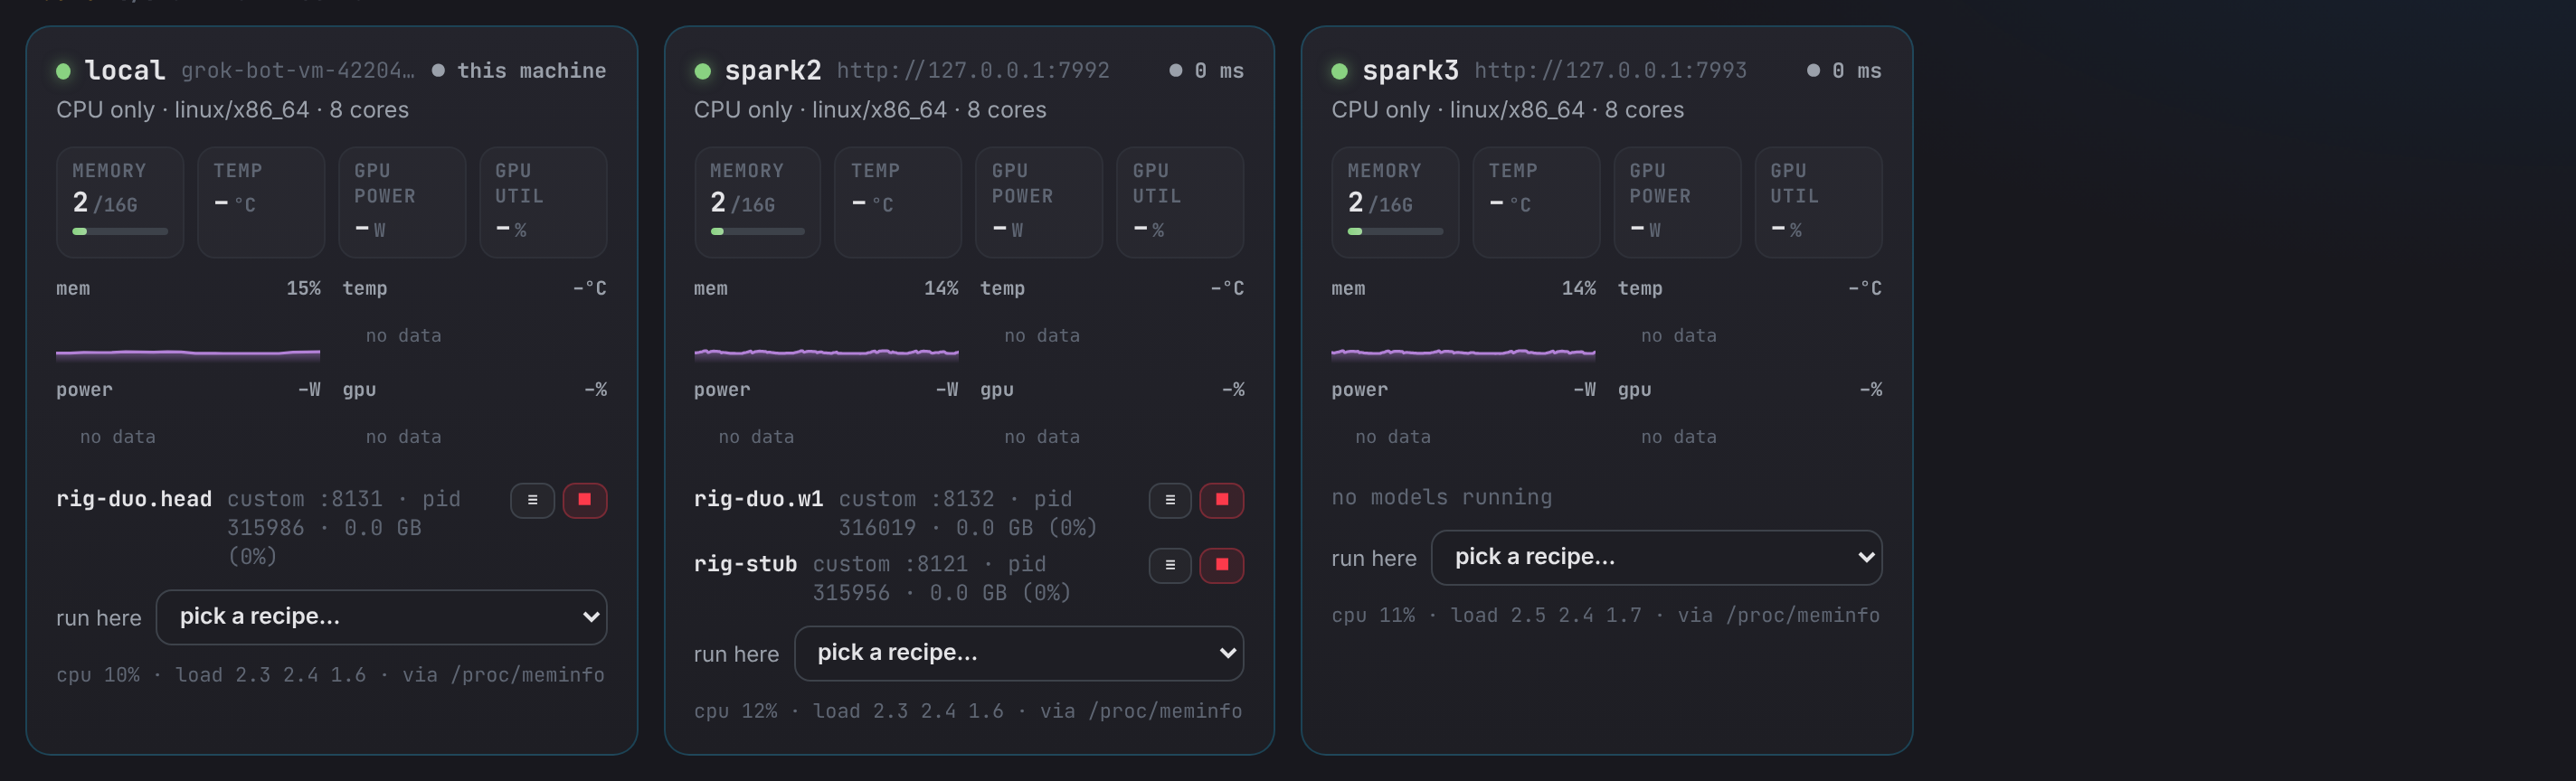 local grok-bot-vm-42204… this machine
CPU only · linux/x86_64 · 8 cores
MEMORY
2 /16G
TEMP
– °C
GPU
POWER
– W
GPU
UTIL
– %
mem 15%
temp –°C
no data
power –W
gpu –%
no data
no data
rig-duo.head custom :8131 · pid
315986 · 0.0 GB
(0%)
≡
run here pick a recipe…
cpu 10% · load 2.3 2.4 1.6 · via /proc/meminfo
spark2 http://127.0.0.1:7992 0 ms
CPU only · linux/x86_64 · 8 cores
MEMORY
2 /16G
TEMP
– °C
GPU
POWER
– W
GPU
UTIL
– %
mem 14%
temp –°C
no data
power –W
gpu –%
no data
no data
rig-duo.w1 custom :8132 · pid
316019 · 0.0 GB (0%)
≡
rig-stub custom :8121 · pid
315956 · 0.0 GB (0%)
≡
run here pick a recipe…
cpu 12% · load 2.3 2.4 1.6 · via /proc/meminfo
spark3 http://127.0.0.1:7993 0 ms
CPU only · linux/x86_64 · 8 cores
MEMORY
2 /16G
TEMP
– °C
GPU
POWER
– W
GPU
UTIL
– %
mem 14%
temp –°C
no data
power –W
gpu –%
no data
no data
no models running
run here pick a recipe…
cpu 11% · load 2.5 2.4 1.7 · via /proc/meminfo